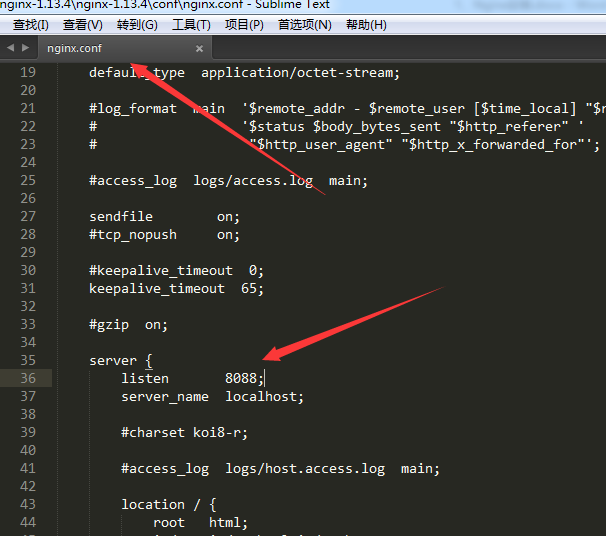 nginx-1.13.4\nginx-1.13.4\conf\nginx.conf - Sublime Text
查找(I) 查看(V) 转到(G) 工具(T) 项目(P) 首选项(N) 帮助(H)
nginx.conf ×
19 default_type application/octet-stream;
20
21 #log_format main '$remote_addr - $remote_user [$time_local] "$r
22 # '$status $body_bytes_sent "$http_referer" '
23 # '"$http_user_agent" "$http_x_forwarded_for"';
24
25 #access_log logs/access.log main;
26
27 sendfile on;
28 #tcp_nopush on;
29
30 #keepalive_timeout 0;
31 keepalive_timeout 65;
32
33 #gzip on;
34
35 server {
36 listen 8088;
37 server_name localhost;
38
39 #charset koi8-r;
40
41 #access_log logs/host.access.log main;
42
43 location / {
44 root html;